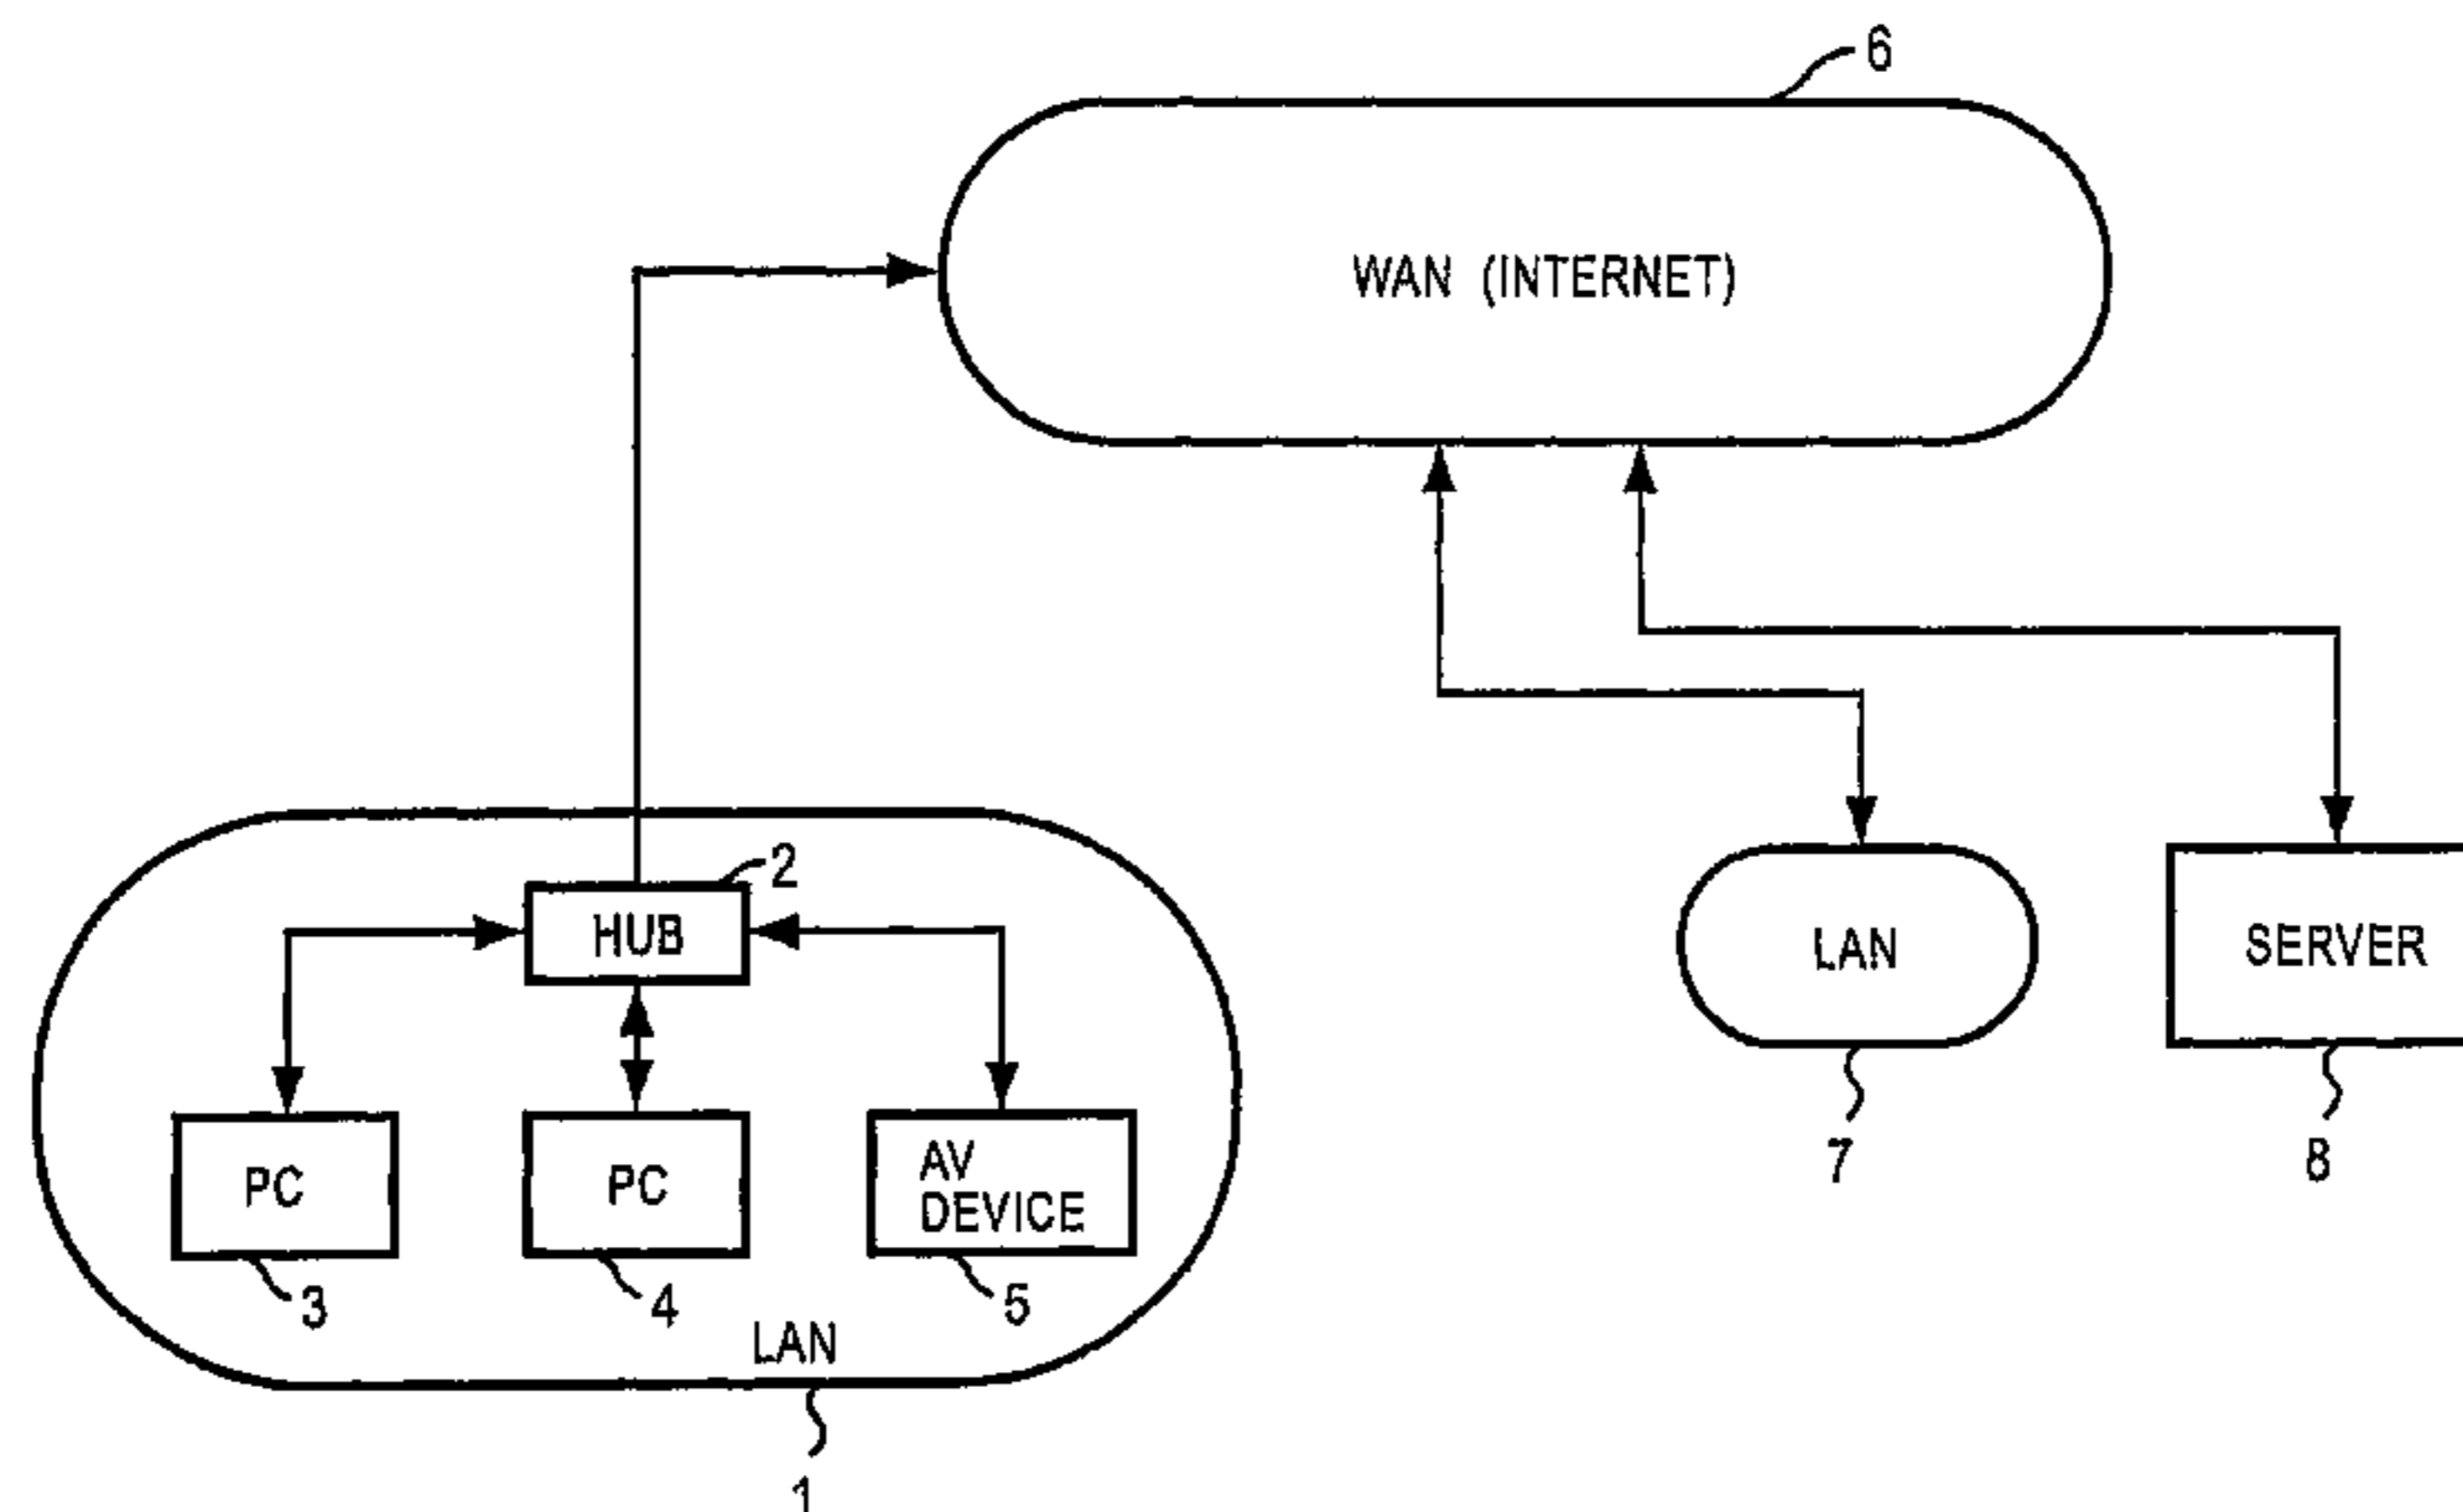 6
WAN (INTERNET)
2
HUB
LAN
SERVER
PC
PC
AV
DEVICE
7
8
3
4
5
LAN
1